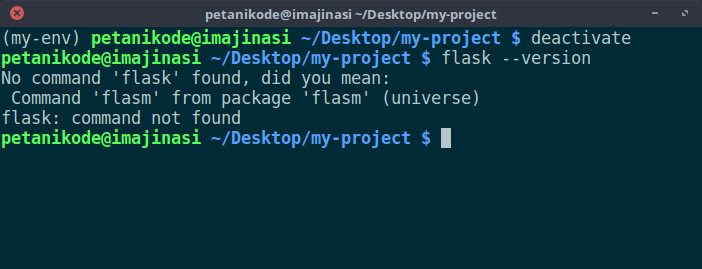 petanikode@imajinasi ~/Desktop/my-project
(my-env) petanikode@imajinasi ~/Desktop/my-project $ deactivate
petanikode@imajinasi ~/Desktop/my-project $ flask --version
No command 'flask' found, did you mean:
 Command 'flasm' from package 'flasm' (universe)
flask: command not found
petanikode@imajinasi ~/Desktop/my-project $